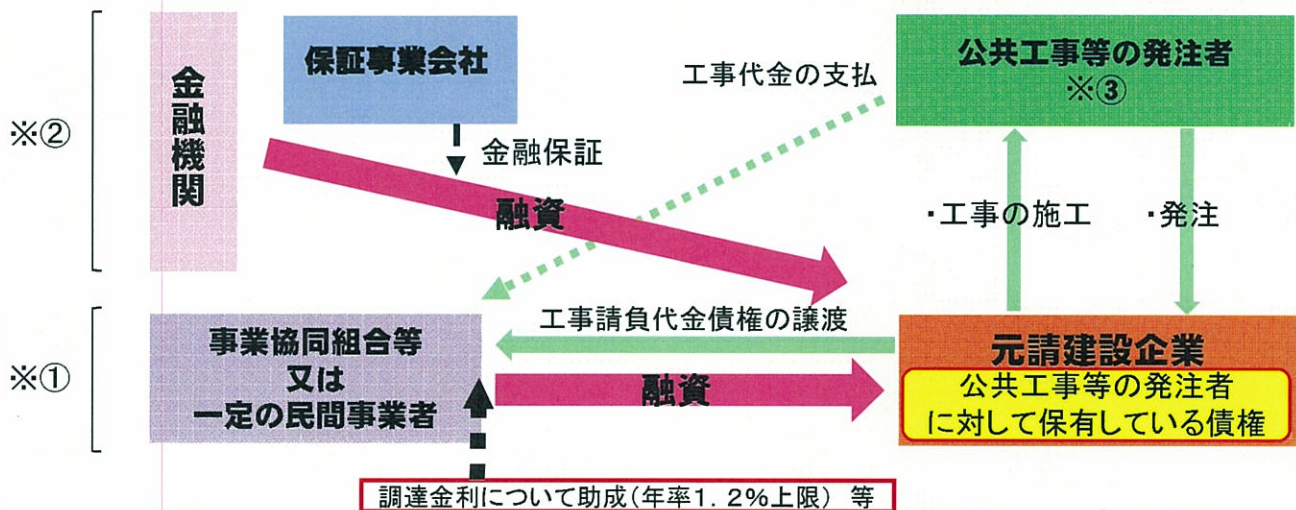 ※②
金融機関
保証事業会社
金融保証
工事代金の支払
公共工事等の発注者
※③
融資
・工事の施工
・発注
※①
事業協同組合等
又は
一定の民間事業者
工事請負代金債権の譲渡
融資
元請建設企業
公共工事等の発注者
に対して保有している債権
調達金利について助成(年率1.2%上限) 等